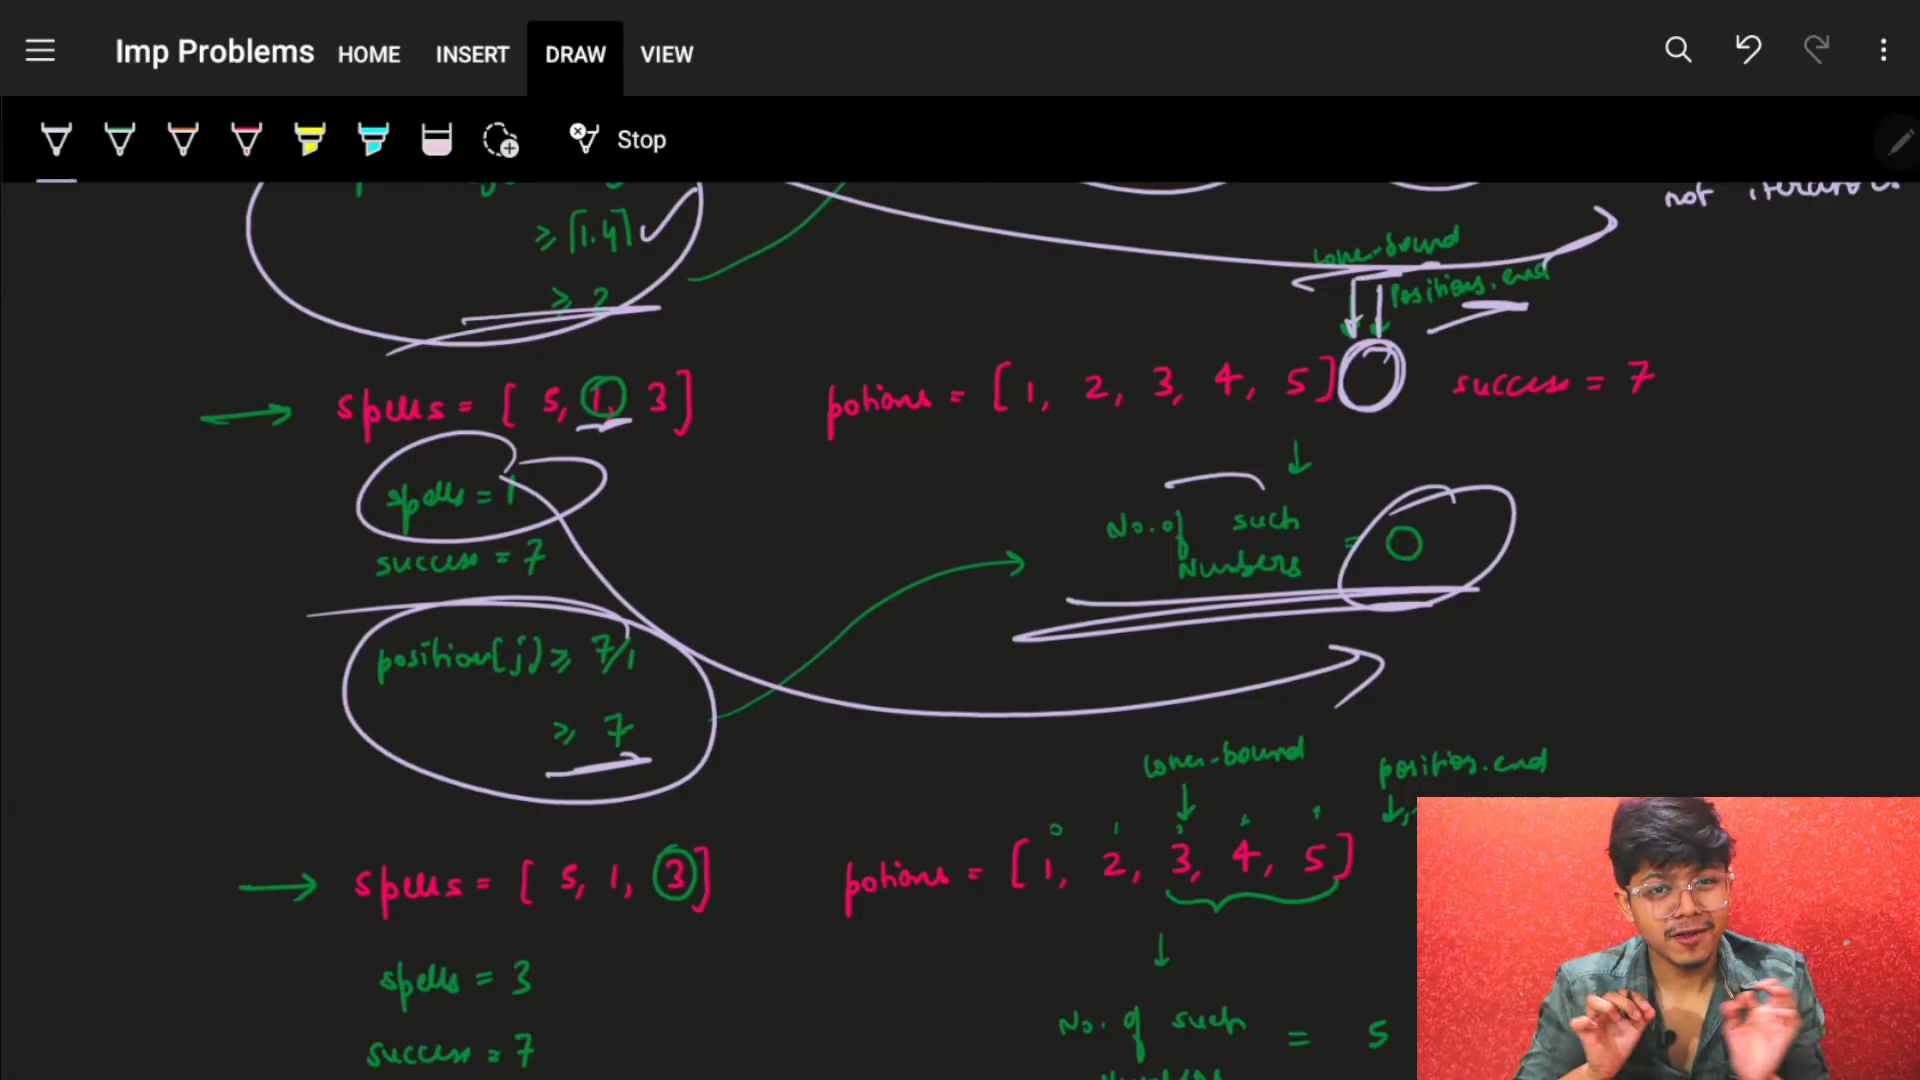 Imp Problems HOME INSERT DRAW VIEW
Stop
not
≥ ⌈1.4⌉
≥ 2
lower-bound
positions.end
spells = [ 5, 1, 3]
potions = [1, 2, 3, 4, 5]
success = 7
spells = 1
success = 7
No. of such
Numbers = 0
position(j) ≥ 7/1
≥ 7
lower-bound
position.end
0 1
spells = [ 5, 1, 3]
potions = [1, 2, 3, 4, 5]
spells = 3
success = 7
No. of such
= 5